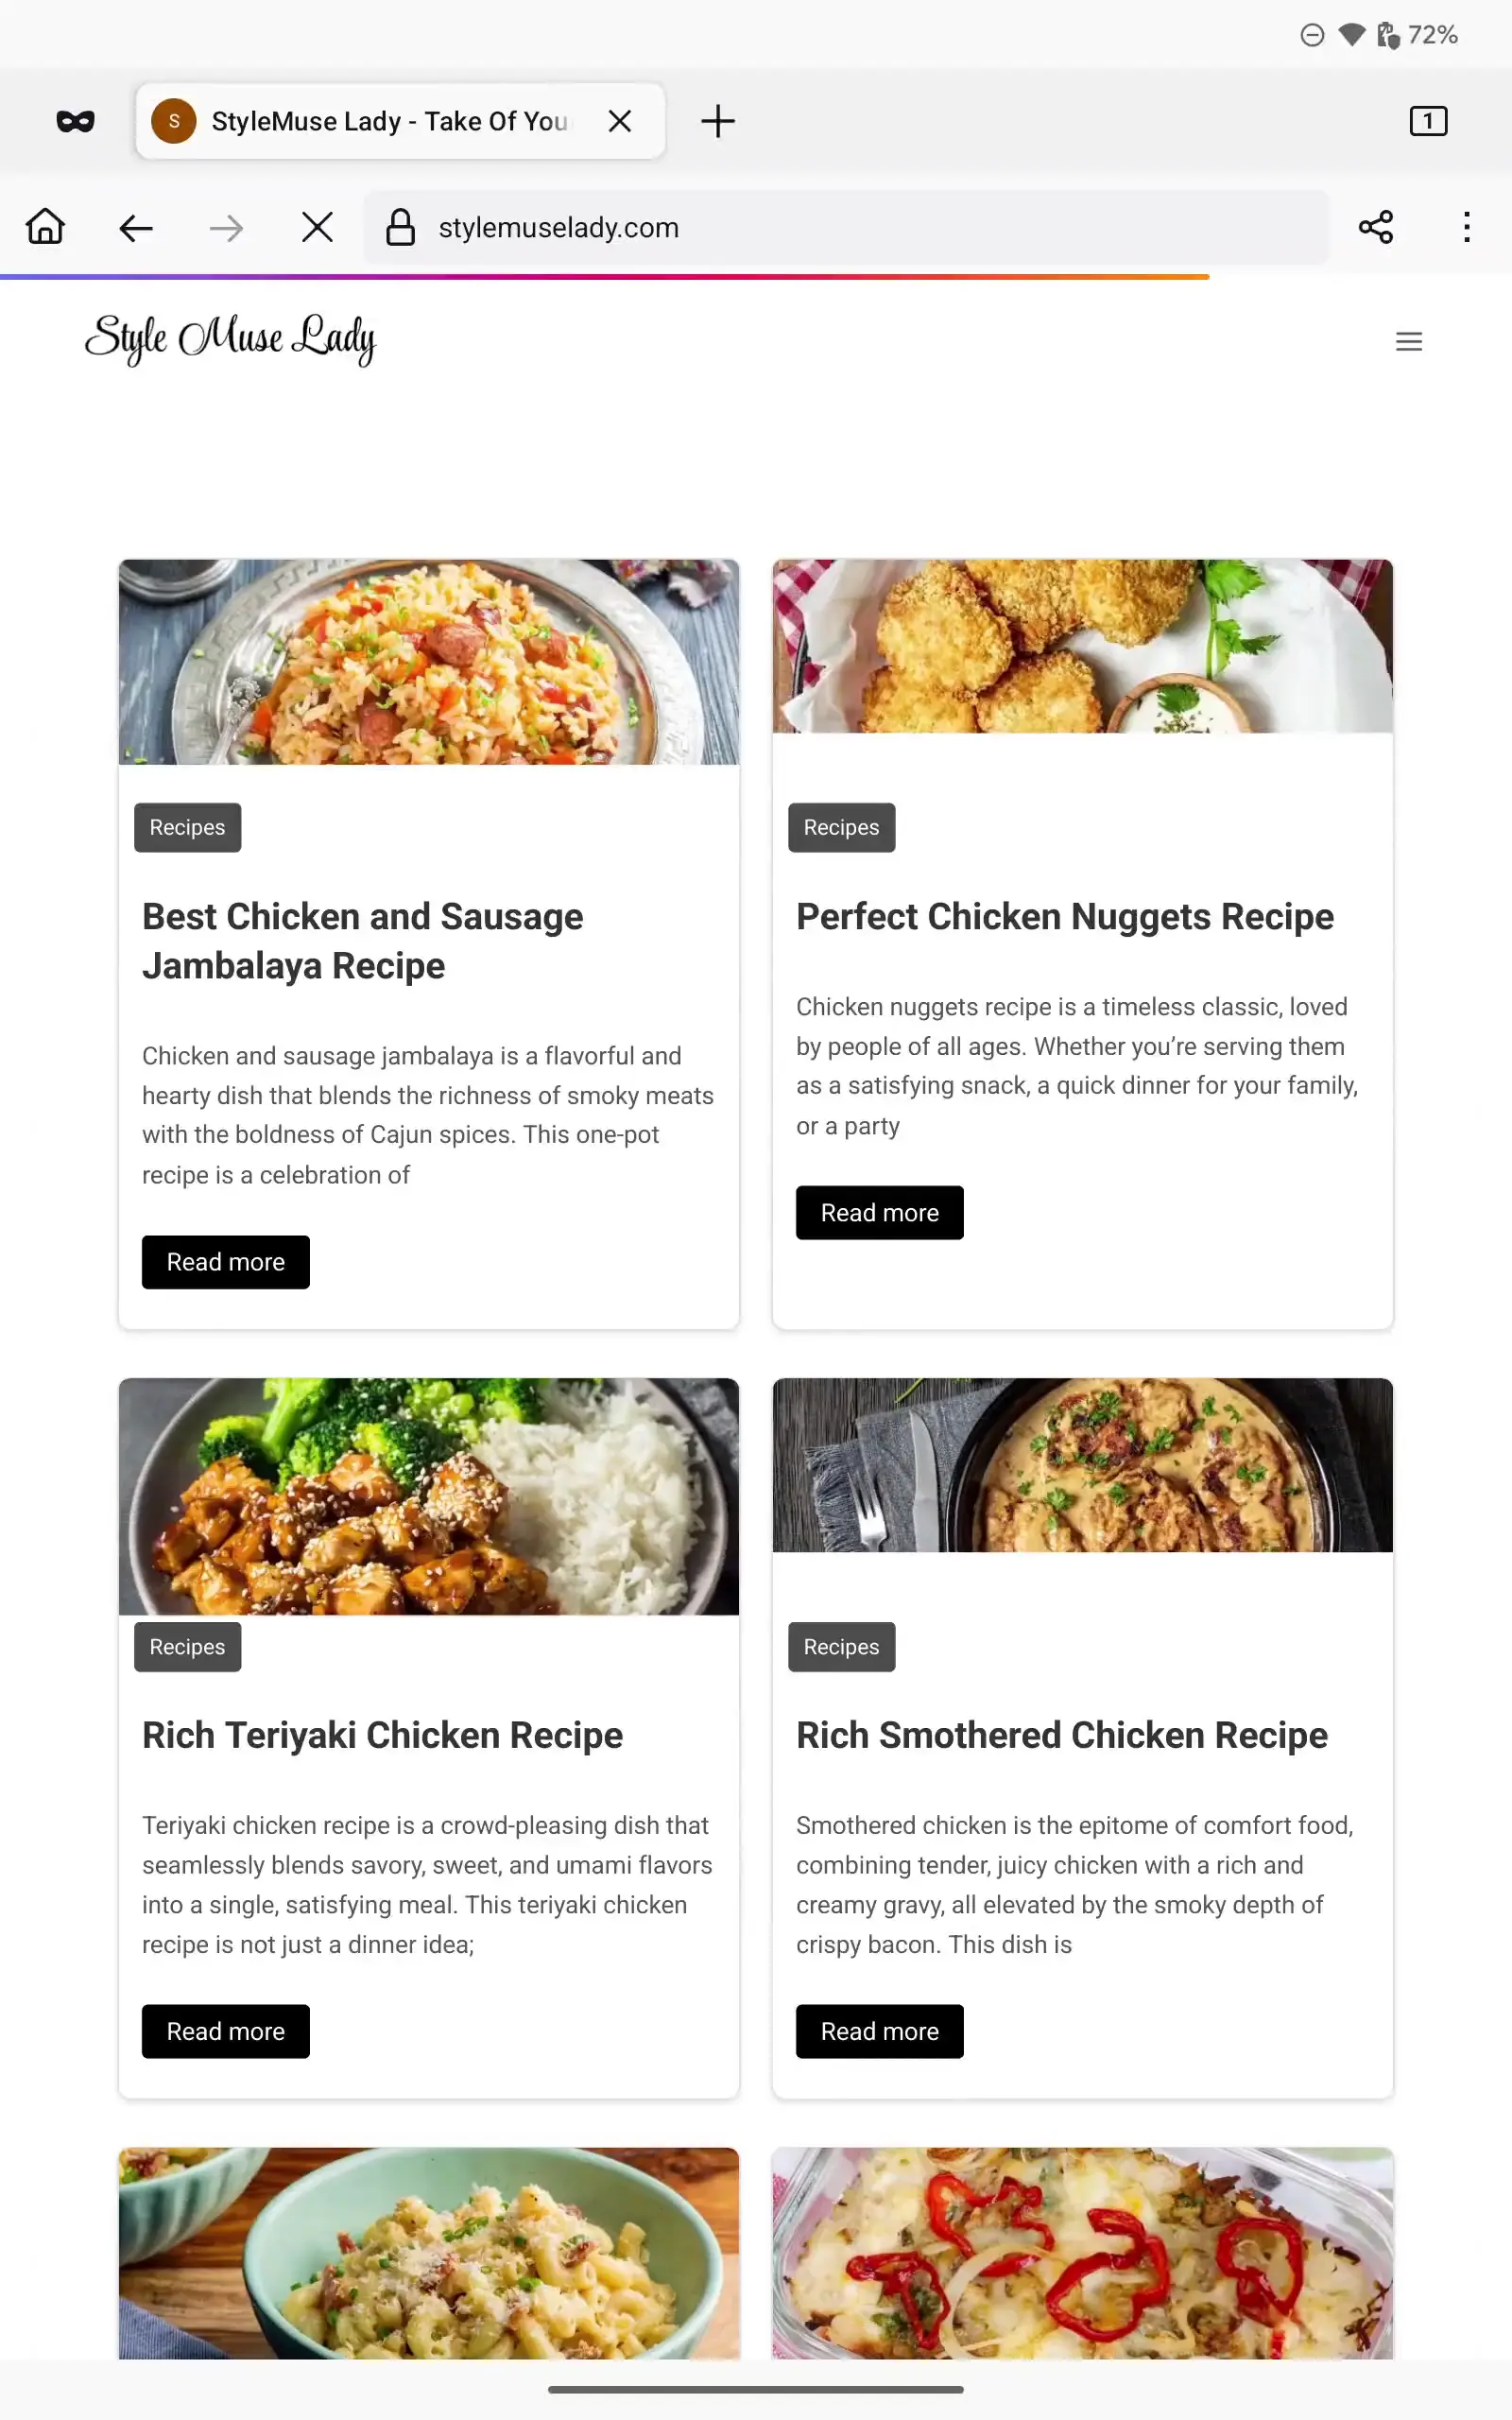 72%
S
StyleMuse Lady - Take Of You
1
stylemuselady.com
Style Muse Lady
Recipes
Best Chicken and Sausage
Jambalaya Recipe
Chicken and sausage jambalaya is a flavorful and
hearty dish that blends the richness of smoky meats
with the boldness of Cajun spices. This one-pot
recipe is a celebration of
Read more
Recipes
Perfect Chicken Nuggets Recipe
Chicken nuggets recipe is a timeless classic, loved
by people of all ages. Whether you’re serving them
as a satisfying snack, a quick dinner for your family,
or a party
Read more
Recipes
Rich Teriyaki Chicken Recipe
Teriyaki chicken recipe is a crowd-pleasing dish that
seamlessly blends savory, sweet, and umami flavors
into a single, satisfying meal. This teriyaki chicken
recipe is not just a dinner idea;
Read more
Recipes
Rich Smothered Chicken Recipe
Smothered chicken is the epitome of comfort food,
combining tender, juicy chicken with a rich and
creamy gravy, all elevated by the smoky depth of
crispy bacon. This dish is
Read more